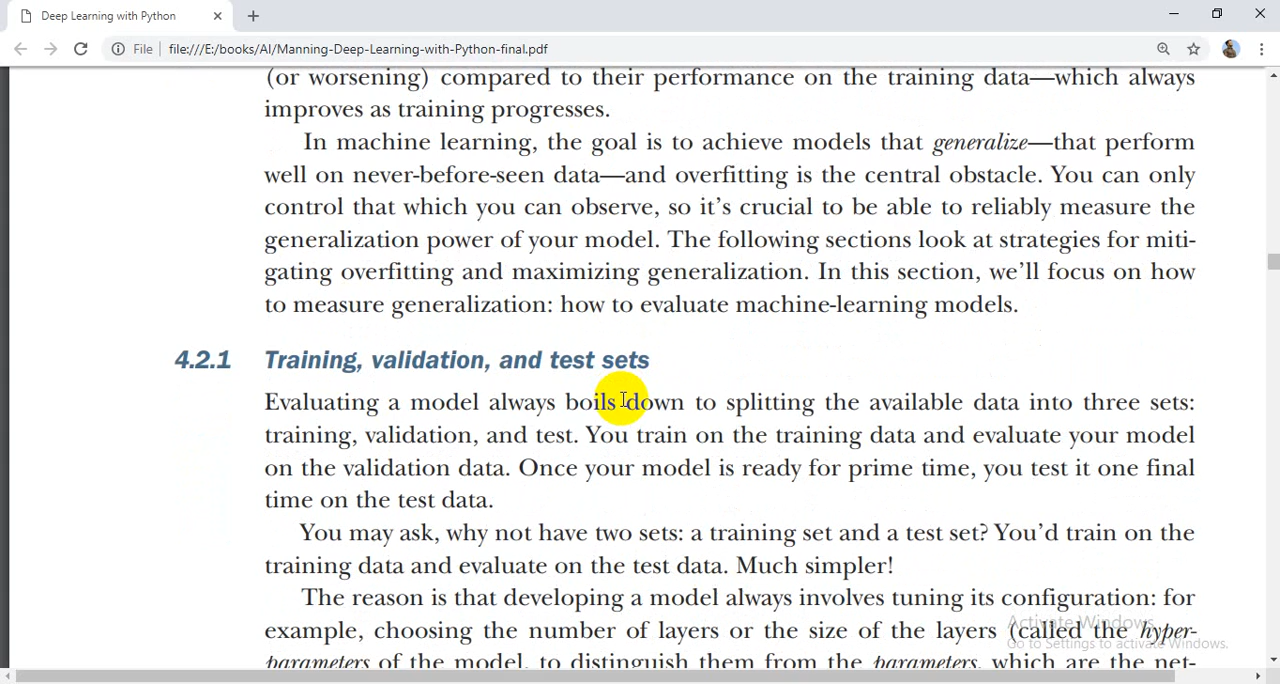 Deep Learning with Python
File
file:///E:/books/AI/Manning-Deep-Learning-with-Python-final.pdf
(or worsening) compared to their performance on the training data—which always
improves as training progresses.
In machine learning, the goal is to achieve models that generalize—that perform
well on never-before-seen data—and overfitting is the central obstacle. You can only
control that which you can observe, so it's crucial to be able to reliably measure the
generalization power of your model. The following sections look at strategies for miti-
gating overfitting and maximizing generalization. In this section, we'll focus on how
to measure generalization: how to evaluate machine-learning models.
4.2.1 Training, validation, and test sets
Evaluating a model always boils down to splitting the available data into three sets:
training, validation, and test. You train on the training data and evaluate your model
on the validation data. Once your model is ready for prime time, you test it one final
time on the test data.
You may ask, why not have two sets: a training set and a test set? You'd train on the
training data and evaluate on the test data. Much simpler!
The reason is that developing a model always involves tuning its configuration: for
example, choosing the number of layers or the size of the layers (called the hyper-
parameters of the model, to distinguish them from the parameters, which are the net-
Activate Windows
Go to Settings to activate Windows.